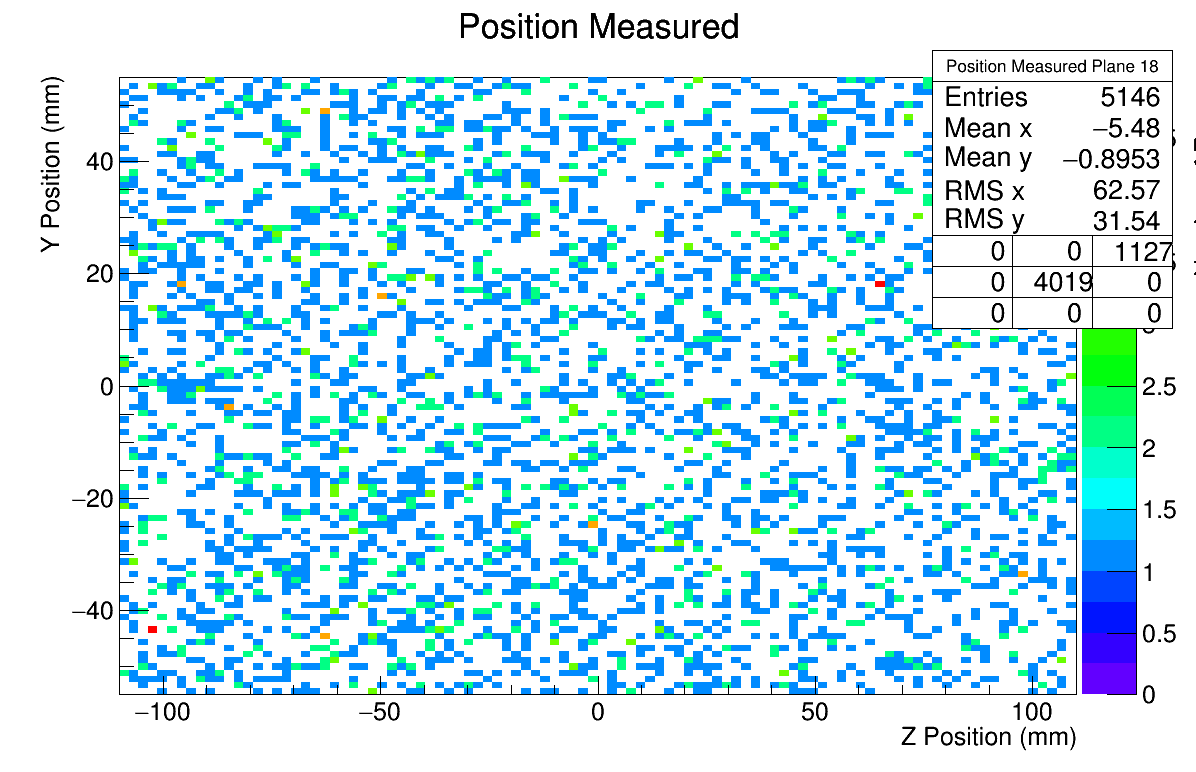 Position Measured
Position Measured Plane 18
Entries 5146
Mean x −5.48
Mean y −0.8953
RMS x 62.57
RMS y 31.54
0 0 1127
0 4019 0
0 0 0
Y Position (mm)
40
20
0
−20
−40
−100
−50
0
50
100
Z Position (mm)
2.5
2
1.5
1
0.5
0